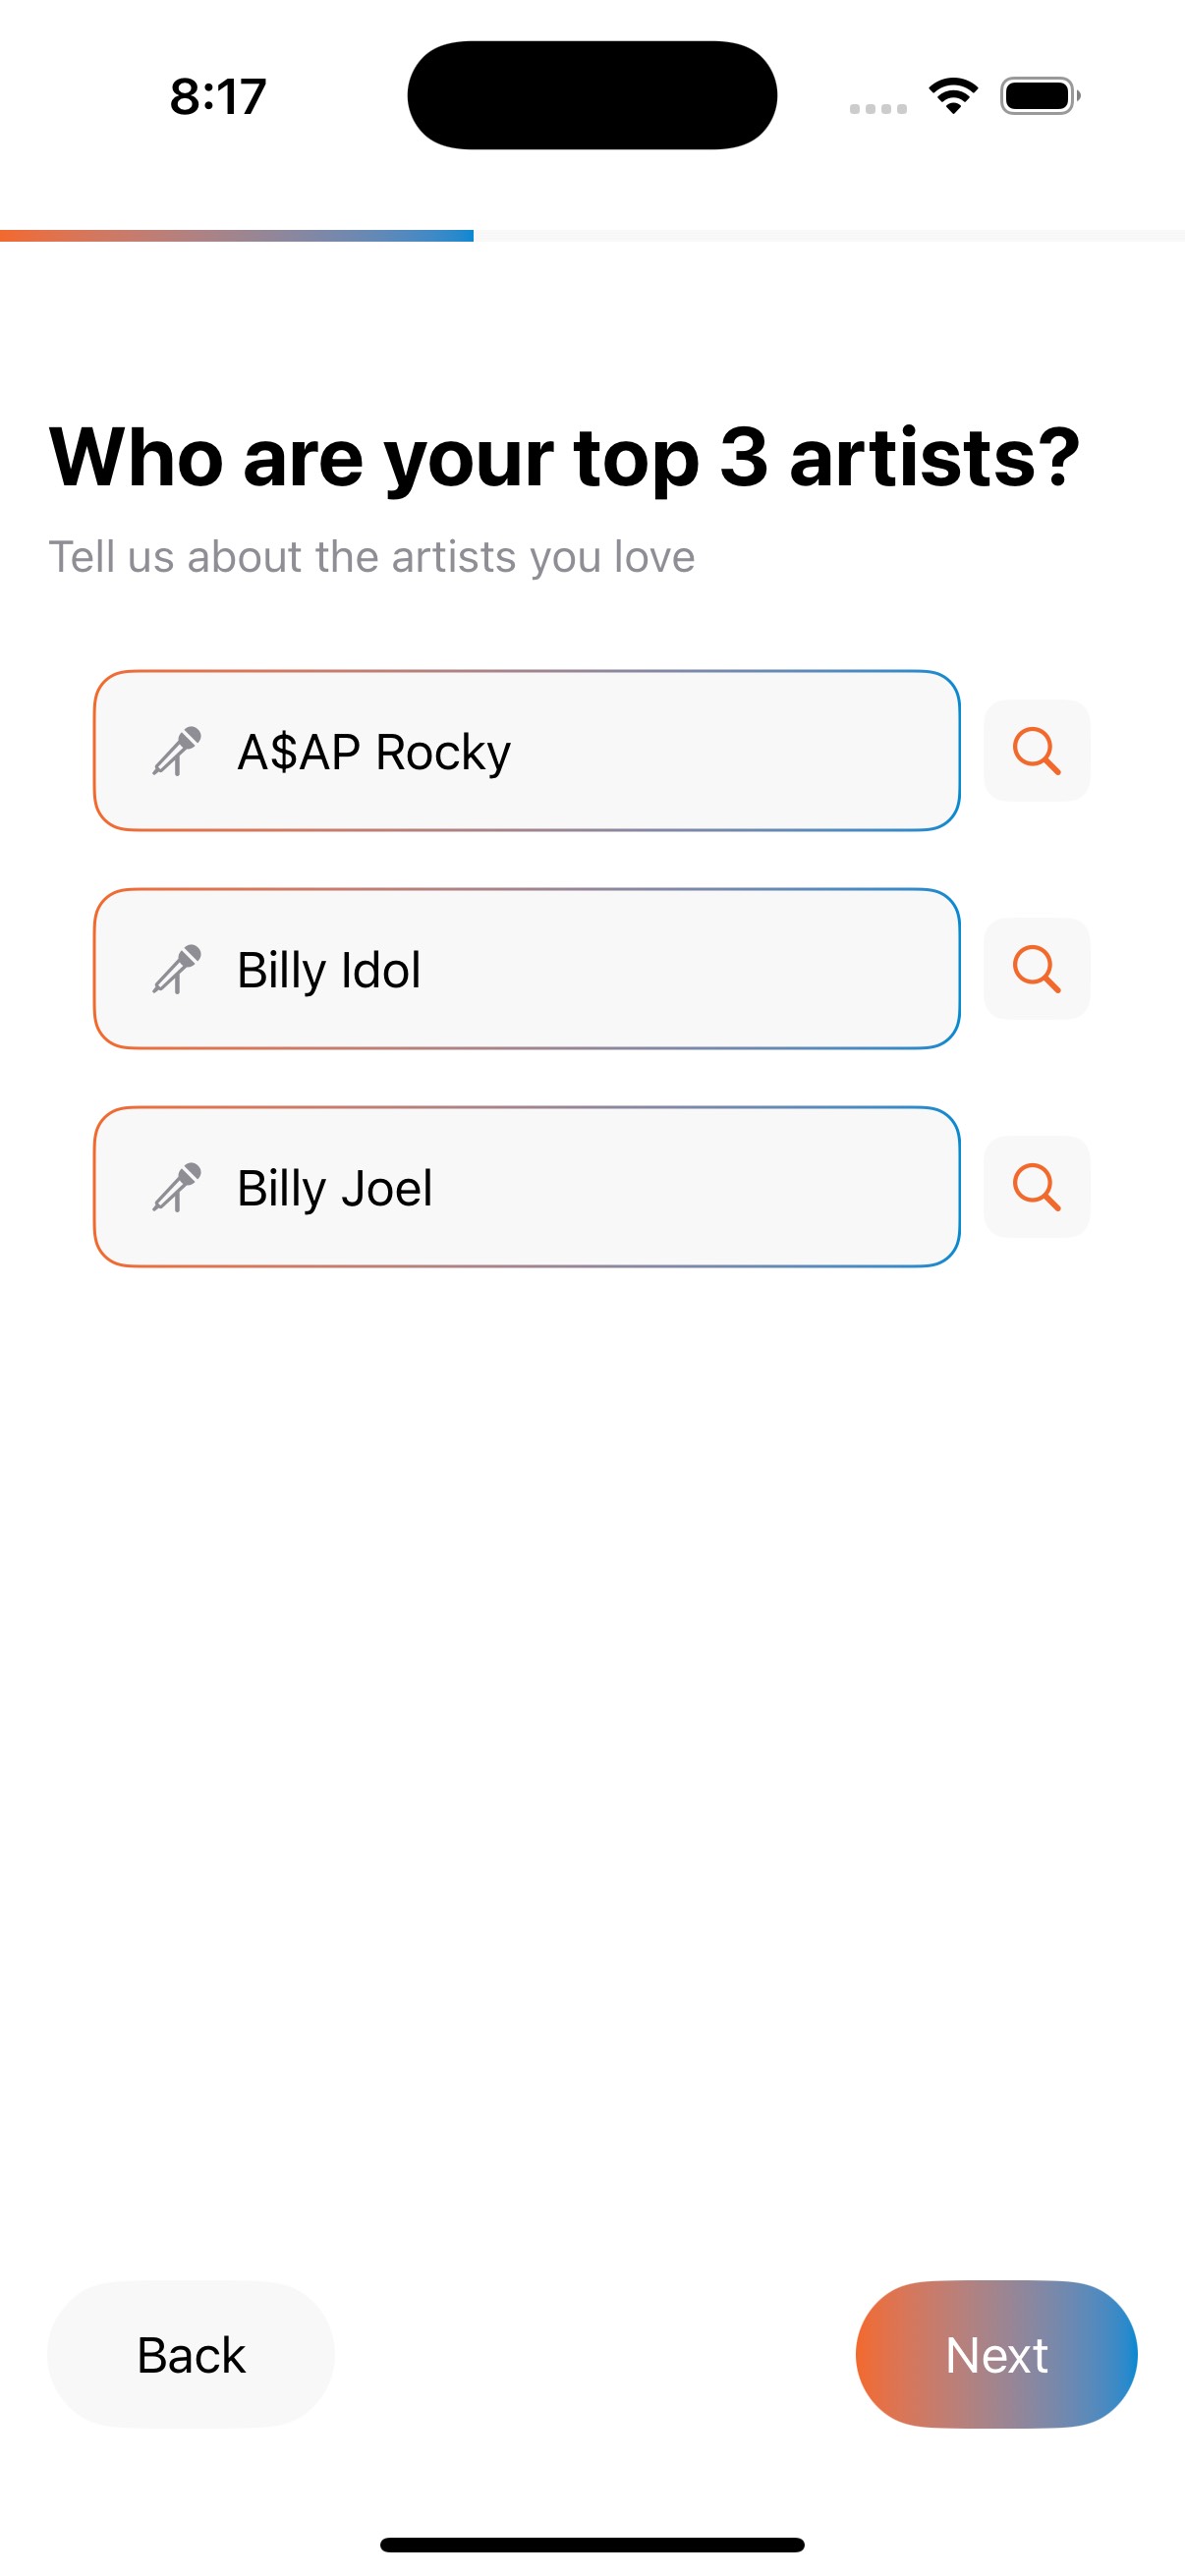 8:17
Who are your top 3 artists?
Tell us about the artists you love
A$AP Rocky
Billy Idol
Billy Joel
Back
Next